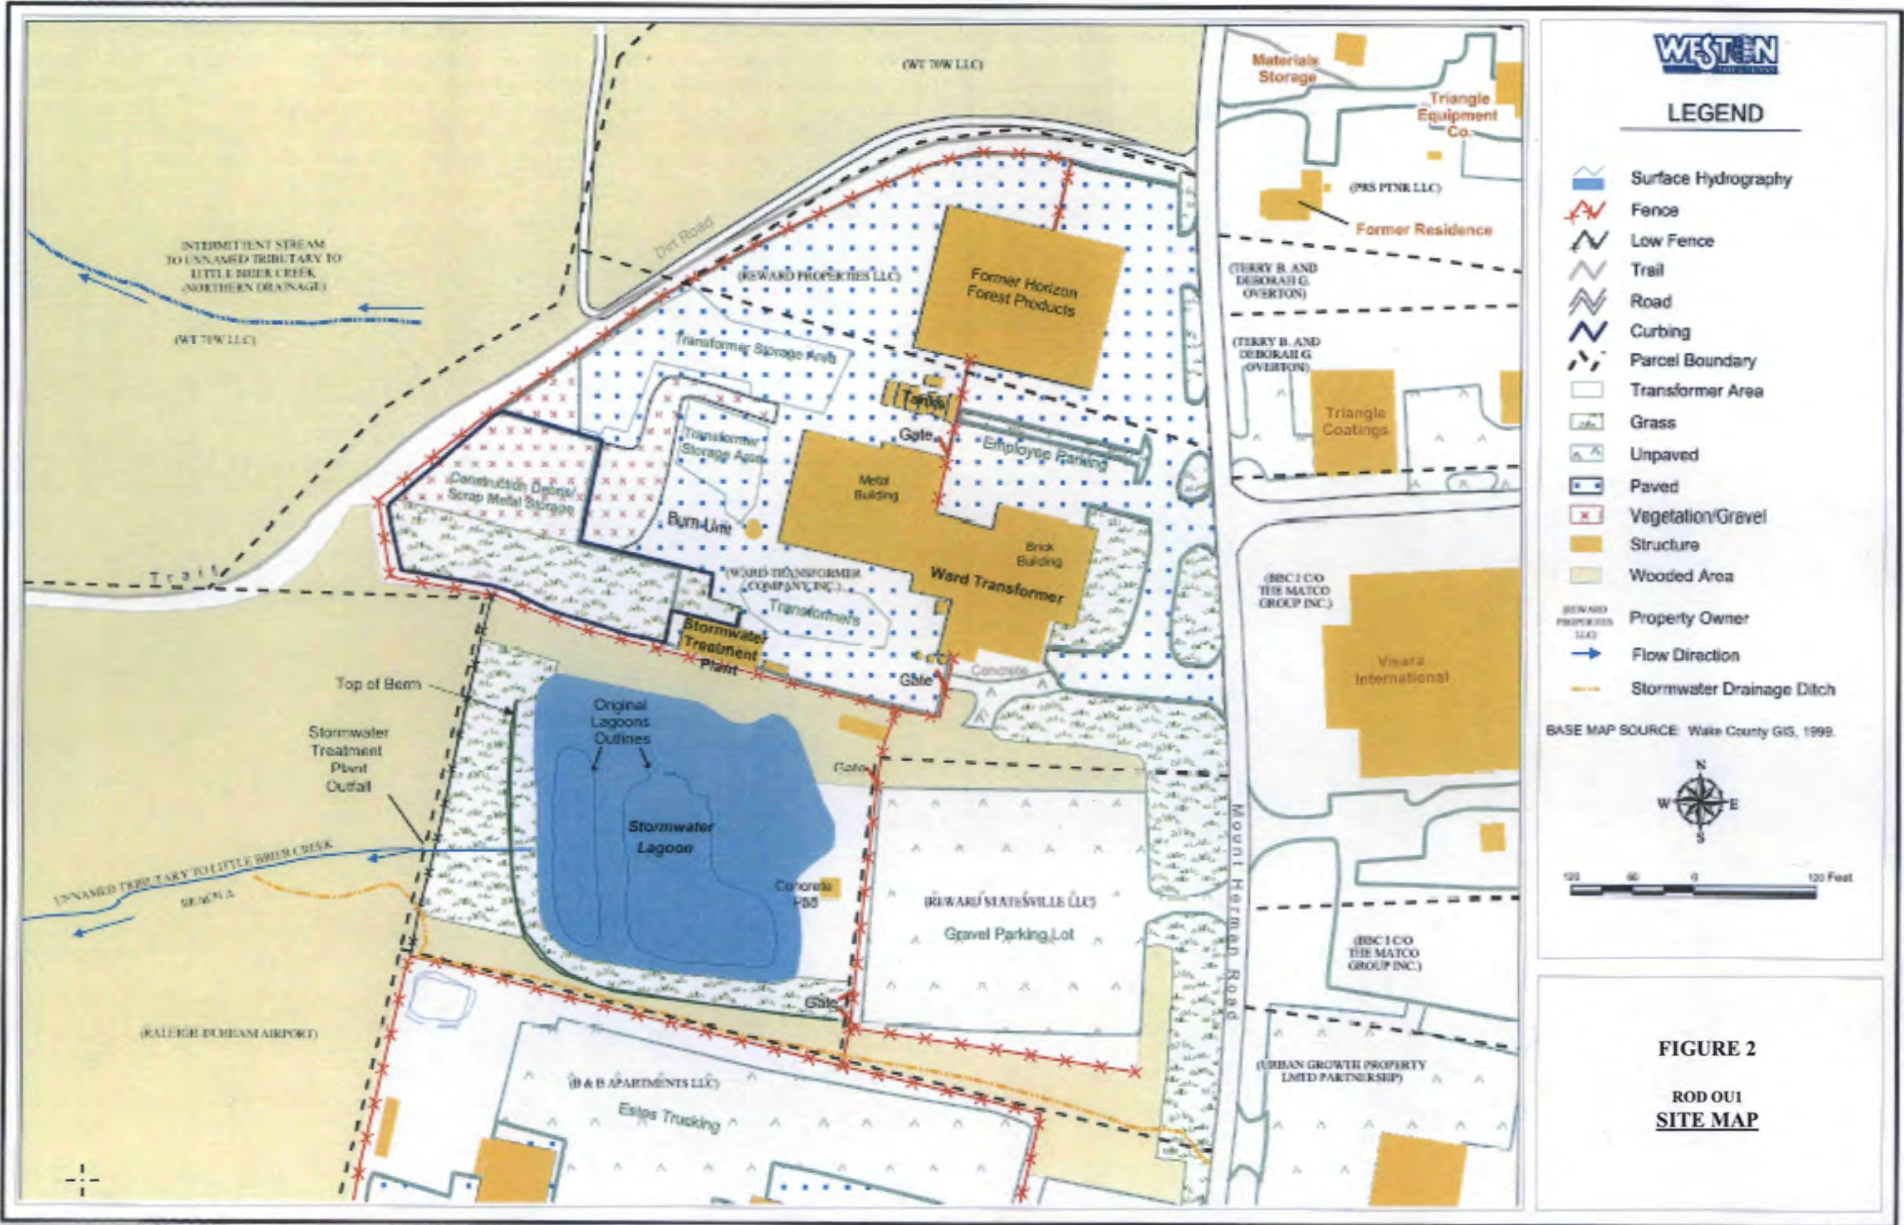 (WT 70W LLC)
Materials
Storage
Triangle
Equipment
Co.
(PRS PTNR LLC)
Former Residence
INTERMITTENT STREAM
TO UNNAMED TRIBUTARY TO
LITTLE BRIER CREEK
(NORTHERN DRAINAGE)
(WT 71W LLC)
Dirt Road
(REWARD PROPERTIES LLC)
Former Horizon
Forest Products
(TERRY B. AND
DEBORAH G.
OVERTON)
Transformer Storage Area
(TERRY B. AND
DEBORAH G.
OVERTON)
Tanks
Gate
Employee Parking
Transformer
Storage Area
Triangle
Coatings
Metal
Building
Construction Debris/
Scrap Metal Storage
Burn Unit
Brick
Building
Trail
(WARD TRANSFORMER
COMPANY, INC.)
Ward Transformer
Transformers
(BBC I C/O
THE MATCO
GROUP INC.)
Stormwater
Treatment
Plant
Gate
Concrete
Visara
International
Top of Berm
Original
Lagoons
Outlines
Stormwater
Treatment
Plant
Outfall
Gate
Stormwater
Lagoon
Mount Herman Road
UNNAMED TRIBUTARY TO LITTLE BRIER CREEK
REACH A
Concrete
Pad
(REWARD STATESVILLE LLC)
Gravel Parking Lot
(BBC I C/O
THE MATCO
GROUP INC.)
Gate
(RALEIGH-DURHAM AIRPORT)
(B & B APARTMENTS LLC)
Estes Trucking
(URBAN GROWTH PROPERTY
LMTD PARTNERSHIP)
WESTON
LEGEND
Surface Hydrography
Fence
Low Fence
Trail
Road
Curbing
Parcel Boundary
Transformer Area
Grass
Unpaved
Paved
Vegetation/Gravel
Structure
Wooded Area
(REWARD
PROPERTIES
LLC)
Property Owner
Flow Direction
Stormwater Drainage Ditch
BASE MAP SOURCE: Wake County GIS, 1999.
N
W E
S
120 60 0 120 Feet
FIGURE 2
ROD OU1
SITE MAP